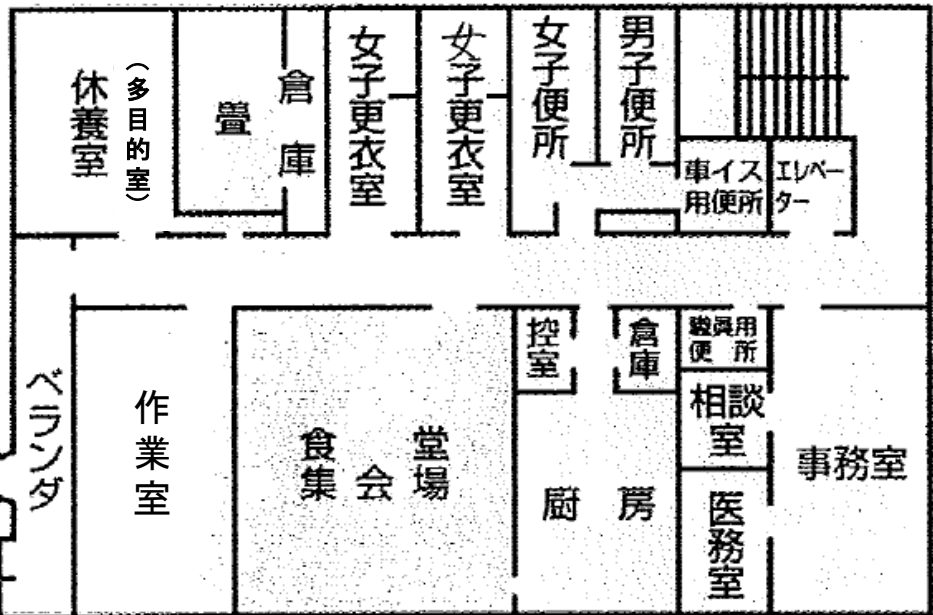 休養室
（多目的室）
畳
倉庫
女子更衣室
女子更衣室
女子便所
男子便所
車イス
用便所
エレベー
ター
ベランダ
作業室
食堂
集会場
控室
倉庫
厨房
職員用
便所
相談
室
医務室
事務室